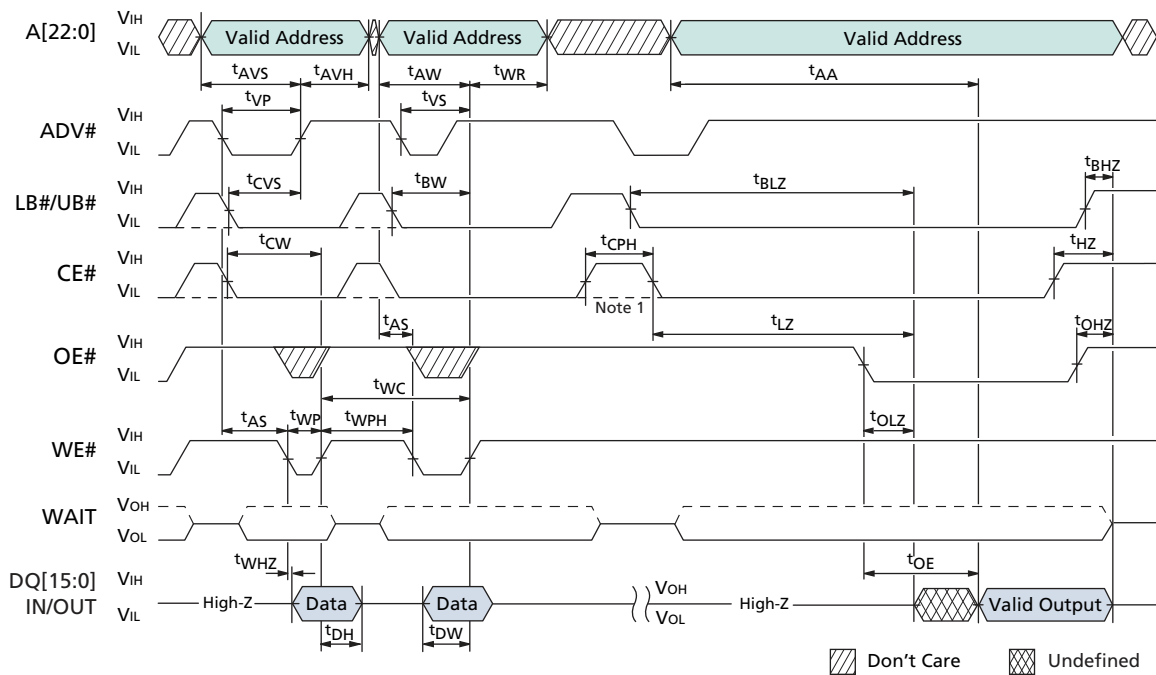 A[22:0] VIH Valid Address Valid Address Valid Address
VIL
tAVS tAVH tAW tWR tAA
tVP tVS
ADV# VIH
VIL
tCVS tBW tBLZ tBHZ
LB#/UB# VIH
VIL
tCW tCPH tHZ
CE# VIH
VIL
Note 1
tAS tLZ tOHZ
OE# VIH
VIL
tWC
tAS tWP tWPH tOLZ
WE# VIH
VIL
WAIT VOH
VOL
tWHZ tOE
DQ[15:0] IN/OUT VIH
VIL
High-Z Data Data VOH
VOL High-Z Valid Output
tDH tDW
Don't Care Undefined